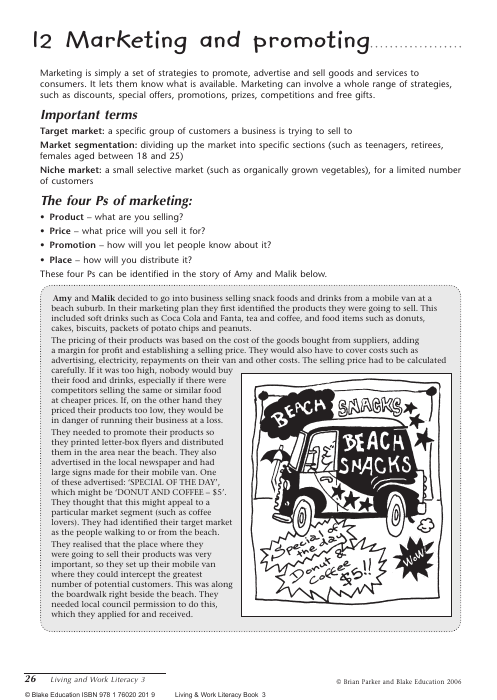 12 Marketing and promoting
Marketing is simply a set of strategies to promote, advertise and sell goods and services to
consumers. It lets them know what is available. Marketing can involve a whole range of strategies,
such as discounts, special offers, promotions, prizes, competitions and free gifts.
Important terms
Target market: a specific group of customers a business is trying to sell to
Market segmentation: dividing up the market into specific sections (such as teenagers, retirees,
females aged between 18 and 25)
Niche market: a small selective market (such as organically grown vegetables), for a limited number
of customers
The four Ps of marketing:
• Product – what are you selling?
• Price – what price will you sell it for?
• Promotion – how will you let people know about it?
• Place – how will you distribute it?
These four Ps can be identified in the story of Amy and Malik below.
Amy and Malik decided to go into business selling snack foods and drinks from a mobile van at a
beach suburb. In their marketing plan they first identified the products they were going to sell. This
included soft drinks such as Coca Cola and Fanta, tea and coffee, and food items such as donuts,
cakes, biscuits, packets of potato chips and peanuts.
The pricing of their products was based on the cost of the goods bought from suppliers, adding
a margin for profit and establishing a selling price. They would also have to cover costs such as
advertising, electricity, repayments on their van and other costs. The selling price had to be calculated
carefully. If it was too high, nobody would buy
their food and drinks, especially if there were
competitors selling the same or similar food
at cheaper prices. If, on the other hand they
priced their products too low, they would be
in danger of running their business at a loss.
They needed to promote their products so
they printed letter-box flyers and distributed
them in the area near the beach. They also
advertised in the local newspaper and had
large signs made for their mobile van. One
of these advertised: 'SPECIAL OF THE DAY',
which might be 'DONUT AND COFFEE – $5'.
They thought that this might appeal to a
particular market segment (such as coffee
lovers). They had identified their target market
as the people walking to or from the beach.
They realised that the place where they
were going to sell their products was very
important, so they set up their mobile van
where they could intercept the greatest
number of potential customers. This was along
the boardwalk right beside the beach. They
needed local council permission to do this,
which they applied for and received.
BEACH SNACKS
BEACH
SNACKS
Special of
the day
Donut &
Coffee
$5!!
WOW
26 Living and Work Literacy 3
© Brian Parker and Blake Education 2006
© Blake Education ISBN 978 1 76020 201 9 Living & Work Literacy Book 3